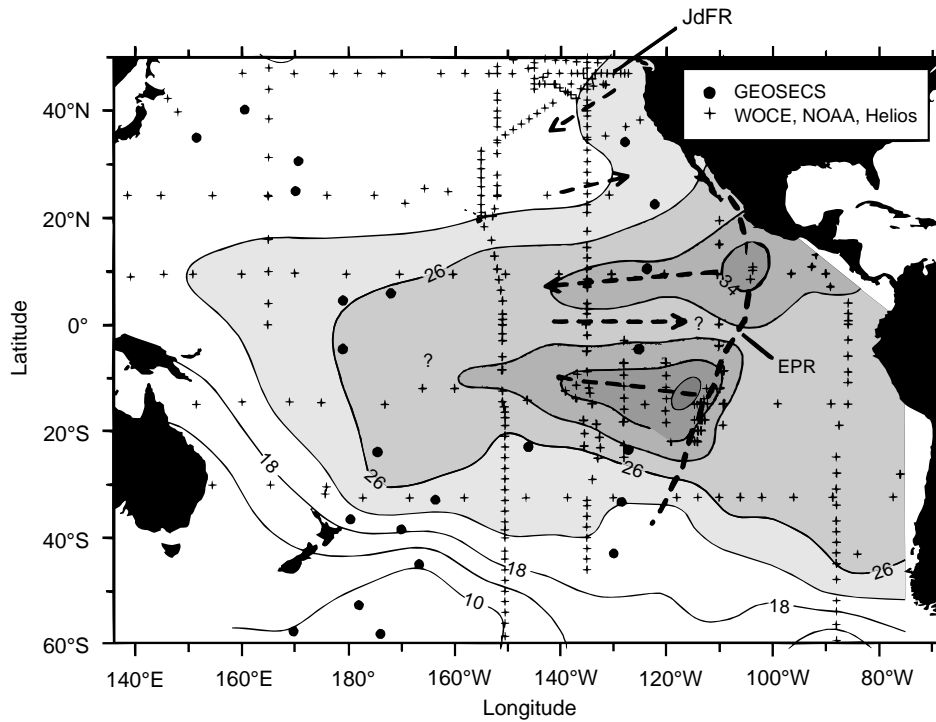 JdFR
GEOSECS
WOCE, NOAA, Helios
40°N
20°N
0°
20°S
40°S
60°S
Latitude
26
34
?
?
EPR
18
26
26
18
26
10
18
140°E
160°E
180°
160°W
140°W
120°W
100°W
80°W
Longitude